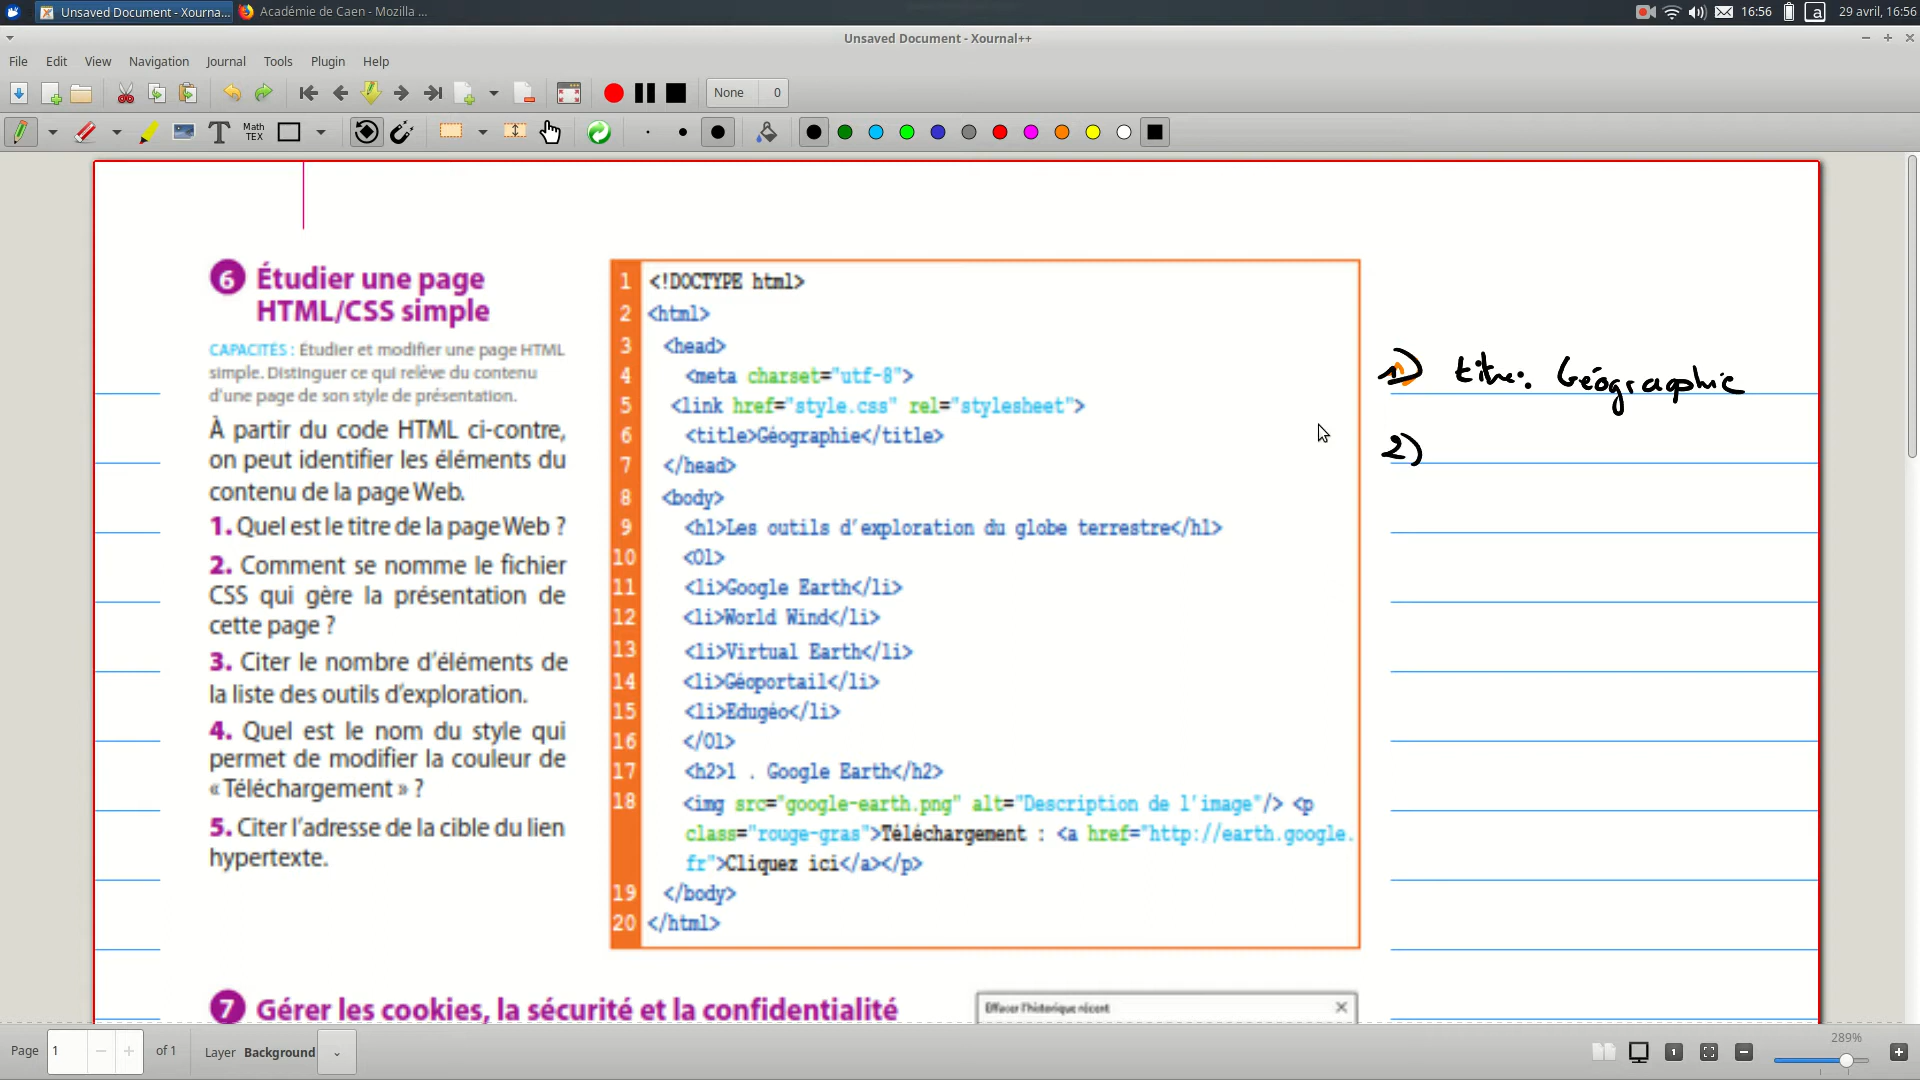 Unsaved Document - Xourna...
Académie de Caen - Mozilla ...
16:56
a
29 avril, 16:56
Unsaved Document - Xournal++
File Edit View Navigation Journal Tools Plugin Help
None 0
T
Math
TEX
6 Étudier une page
HTML/CSS simple
CAPACITÉS : Étudier et modifier une page HTML
simple. Distinguer ce qui relève du contenu
d'une page de son style de présentation.
À partir du code HTML ci-contre,
on peut identifier les éléments du
contenu de la page Web.
1. Quel est le titre de la page Web ?
2. Comment se nomme le fichier
CSS qui gère la présentation de
cette page ?
3. Citer le nombre d'éléments de
la liste des outils d'exploration.
4. Quel est le nom du style qui
permet de modifier la couleur de
« Téléchargement » ?
5. Citer l'adresse de la cible du lien
hypertexte.
1 <!DOCTYPE html>
2 <html>
3 <head>
4 <meta charset="utf-8">
5 <link href="style.css" rel="stylesheet">
6 <title>Géographie</title>
7 </head>
8 <body>
9 <h1>Les outils d'exploration du globe terrestre</h1>
10 <Ol>
11 <li>Google Earth</li>
12 <li>World Wind</li>
13 <li>Virtual Earth</li>
14 <li>Géoportail</li>
15 <li>Edugéo</li>
16 </Ol>
17 <h2>1 . Google Earth</h2>
18 <img src="google-earth.png" alt="Description de l'image"/> <p
class="rouge-gras">Téléchargement : <a href="http://earth.google.
fr">Cliquez ici</a></p>
19 </body>
20 </html>
1) titre: Géographie
2)
7 Gérer les cookies, la sécurité et la confidentialité
Effacer l'historique récent
Page 1 of 1 Layer Background
1
289%